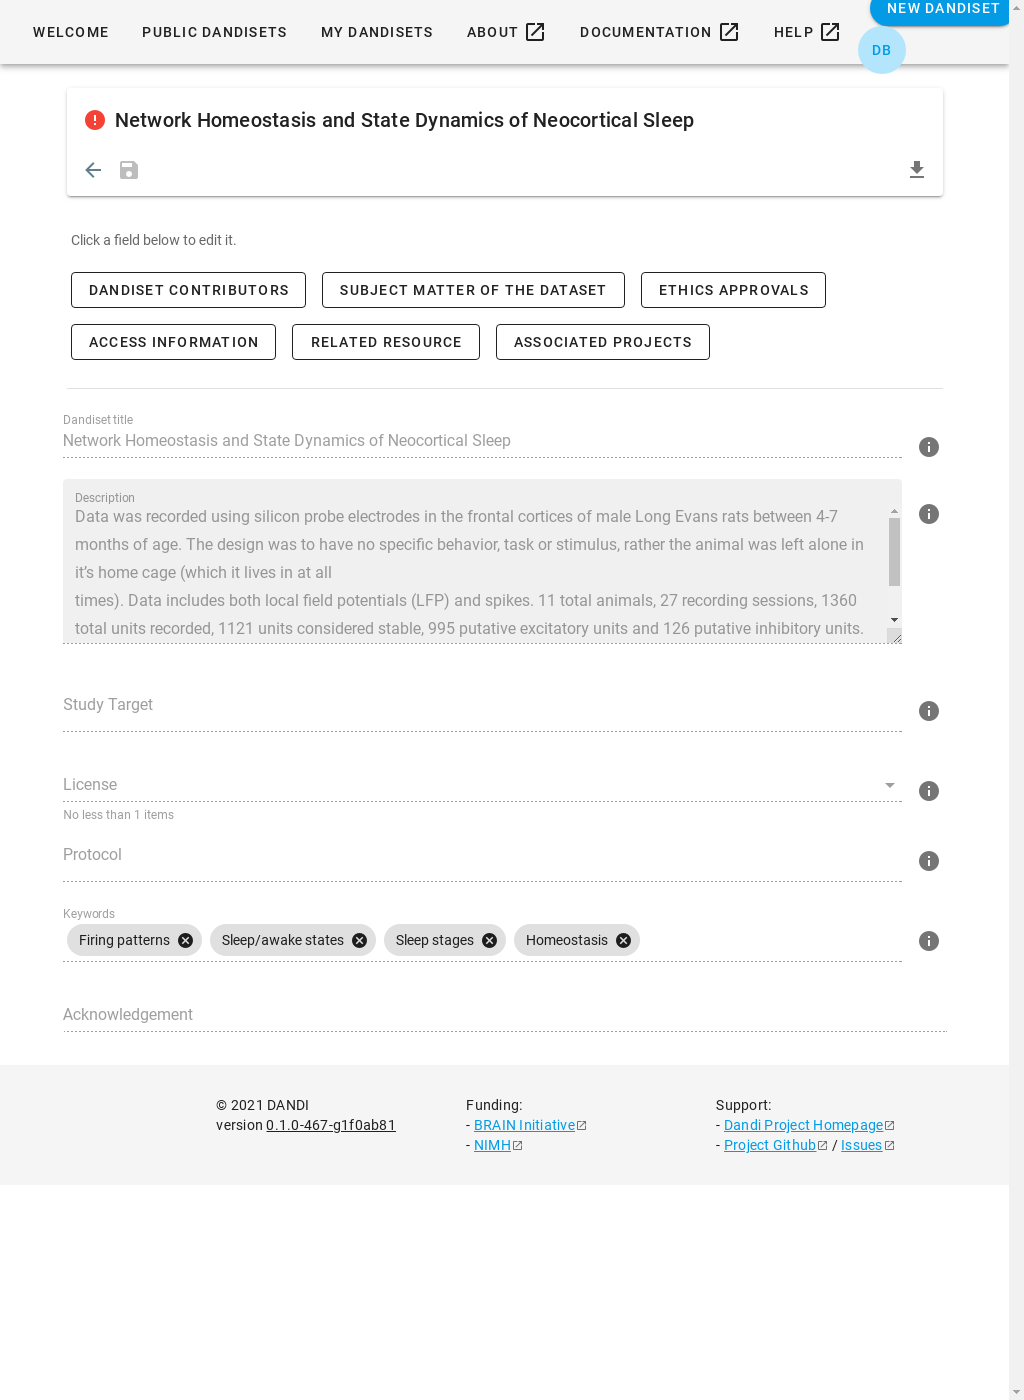 WELCOME PUBLIC DANDISETS MY DANDISETS ABOUT DOCUMENTATION HELP NEW DANDISET
DB
Network Homeostasis and State Dynamics of Neocortical Sleep
Click a field below to edit it.
DANDISET CONTRIBUTORS SUBJECT MATTER OF THE DATASET ETHICS APPROVALS
ACCESS INFORMATION RELATED RESOURCE ASSOCIATED PROJECTS
Dandiset title
Network Homeostasis and State Dynamics of Neocortical Sleep
Description
Data was recorded using silicon probe electrodes in the frontal cortices of male Long Evans rats between 4-7
months of age. The design was to have no specific behavior, task or stimulus, rather the animal was left alone in
it’s home cage (which it lives in at all
times). Data includes both local field potentials (LFP) and spikes. 11 total animals, 27 recording sessions, 1360
total units recorded, 1121 units considered stable, 995 putative excitatory units and 126 putative inhibitory units.
Study Target
License
No less than 1 items
Protocol
Keywords
Firing patterns Sleep/awake states Sleep stages Homeostasis
Acknowledgement
© 2021 DANDI Funding: Support:
version 0.1.0-467-g1f0ab81 - BRAIN Initiative - Dandi Project Homepage
- NIMH - Project Github / Issues